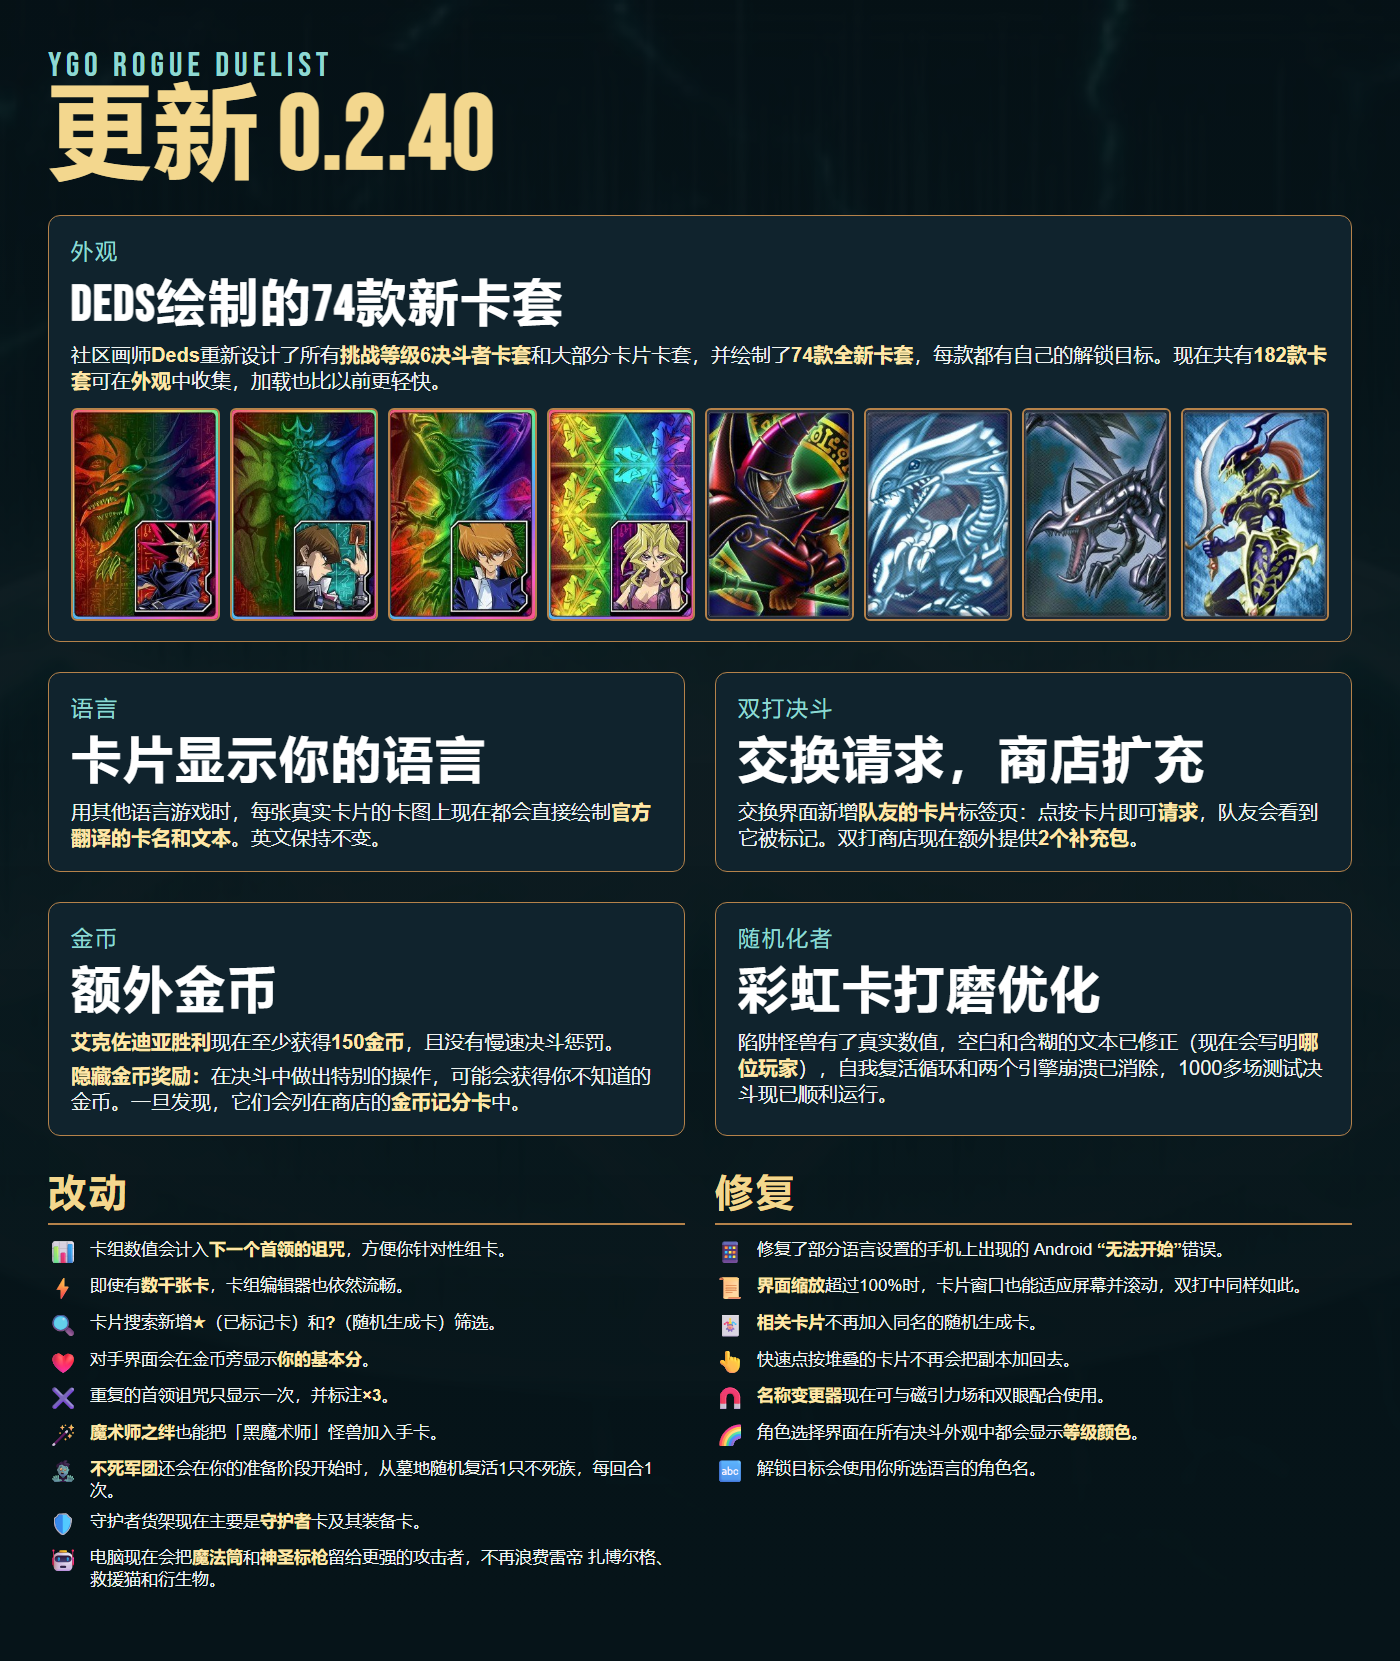 YGO ROGUE DUELIST
更新 0.2.40
外观
DEDS绘制的74款新卡套
社区画师Deds重新设计了所有挑战等级6决斗者卡套和大部分卡片卡套，并绘制了74款全新卡套，每款都有自己的解锁目标。现在共有182款卡
套可在外观中收集，加载也比以前更轻快。
语言
卡片显示你的语言
用其他语言游戏时，每张真实卡片的卡图上现在都会直接绘制官方
翻译的卡名和文本。英文保持不变。
双打决斗
交换请求，商店扩充
交换界面新增队友的卡片标签页：点按卡片即可请求，队友会看到
它被标记。双打商店现在额外提供2个补充包。
金币
额外金币
艾克佐迪亚胜利现在至少获得150金币，且没有慢速决斗惩罚。
隐藏金币奖励：在决斗中做出特别的操作，可能会获得你不知道的
金币。一旦发现，它们会列在商店的金币记分卡中。
随机化者
彩虹卡打磨优化
陷阱怪兽有了真实数值，空白和含糊的文本已修正（现在会写明哪
位玩家），自我复活循环和两个引擎崩溃已消除，1000多场测试决
斗现已顺利运行。
改动
卡组数值会计入下一个首领的诅咒，方便你针对性组卡。
即使有数千张卡，卡组编辑器也依然流畅。
卡片搜索新增★（已标记卡）和?（随机生成卡）筛选。
对手界面会在金币旁显示你的基本分。
重复的首领诅咒只显示一次，并标注×3。
魔术师之绊也能把「黑魔术师」怪兽加入手卡。
不死军团还会在你的准备阶段开始时，从墓地随机复活1只不死族，每回合1
次。
守护者货架现在主要是守护者卡及其装备卡。
电脑现在会把魔法筒和神圣标枪留给更强的攻击者，不再浪费雷帝 扎博尔格、
救援猫和衍生物。
修复
修复了部分语言设置的手机上出现的 Android “无法开始”错误。
界面缩放超过100%时，卡片窗口也能适应屏幕并滚动，双打中同样如此。
相关卡片不再加入同名的随机生成卡。
快速点按堆叠的卡片不再会把副本加回去。
名称变更器现在可与磁引力场和双眼配合使用。
角色选择界面在所有决斗外观中都会显示等级颜色。
abc
解锁目标会使用你所选语言的角色名。